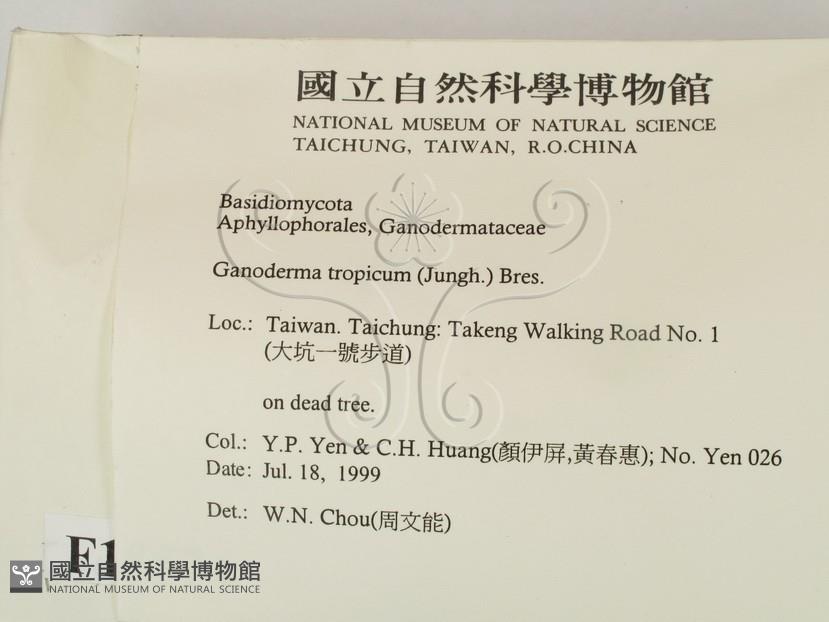 國立自然科學博物館
NATIONAL MUSEUM OF NATURAL SCIENCE
TAICHUNG, TAIWAN, R.O.CHINA
Basidiomycota
Aphyllophorales, Ganodermataceae
Ganoderma tropicum (Jungh.) Bres.
Loc.: Taiwan. Taichung: Takeng Walking Road No. 1
(大坑一號步道)
on dead tree.
Col.: Y.P. Yen & C.H. Huang(顏伊屏,黃春惠); No. Yen 026
Date: Jul. 18, 1999
Det.: W.N. Chou(周文能)
F1
國立自然科學博物館
NATIONAL MUSEUM OF NATURAL SCIENCE